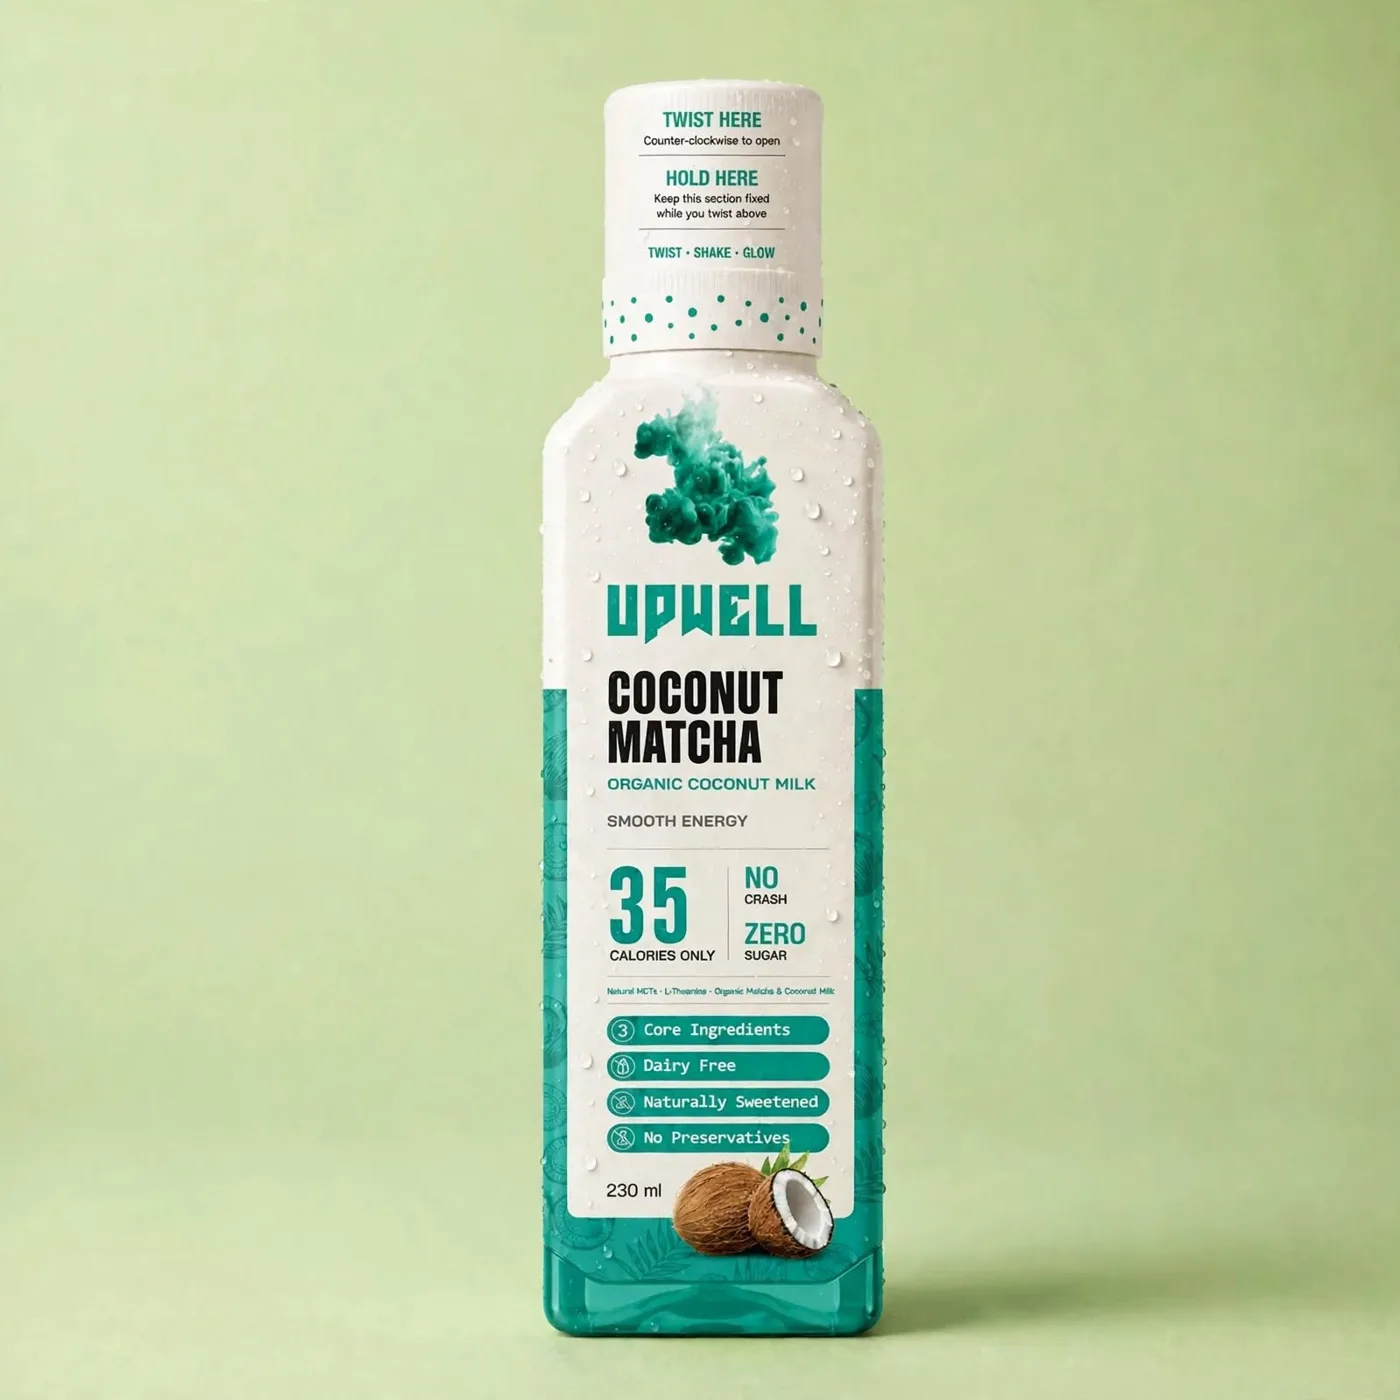 TWIST HERE
Counter-clockwise to open
HOLD HERE
Keep this section fixed
while you twist above
TWIST • SHAKE • GLOW
UPWELL
COCONUT
MATCHA
ORGANIC COCONUT MILK
SMOOTH ENERGY
35
CALORIES ONLY
NO
CRASH
ZERO
SUGAR
Natural MCTs • L-Theanine • Organic Matcha & Coconut Milk
3 Core Ingredients
Dairy Free
Naturally Sweetened
No Preservatives
230 ml